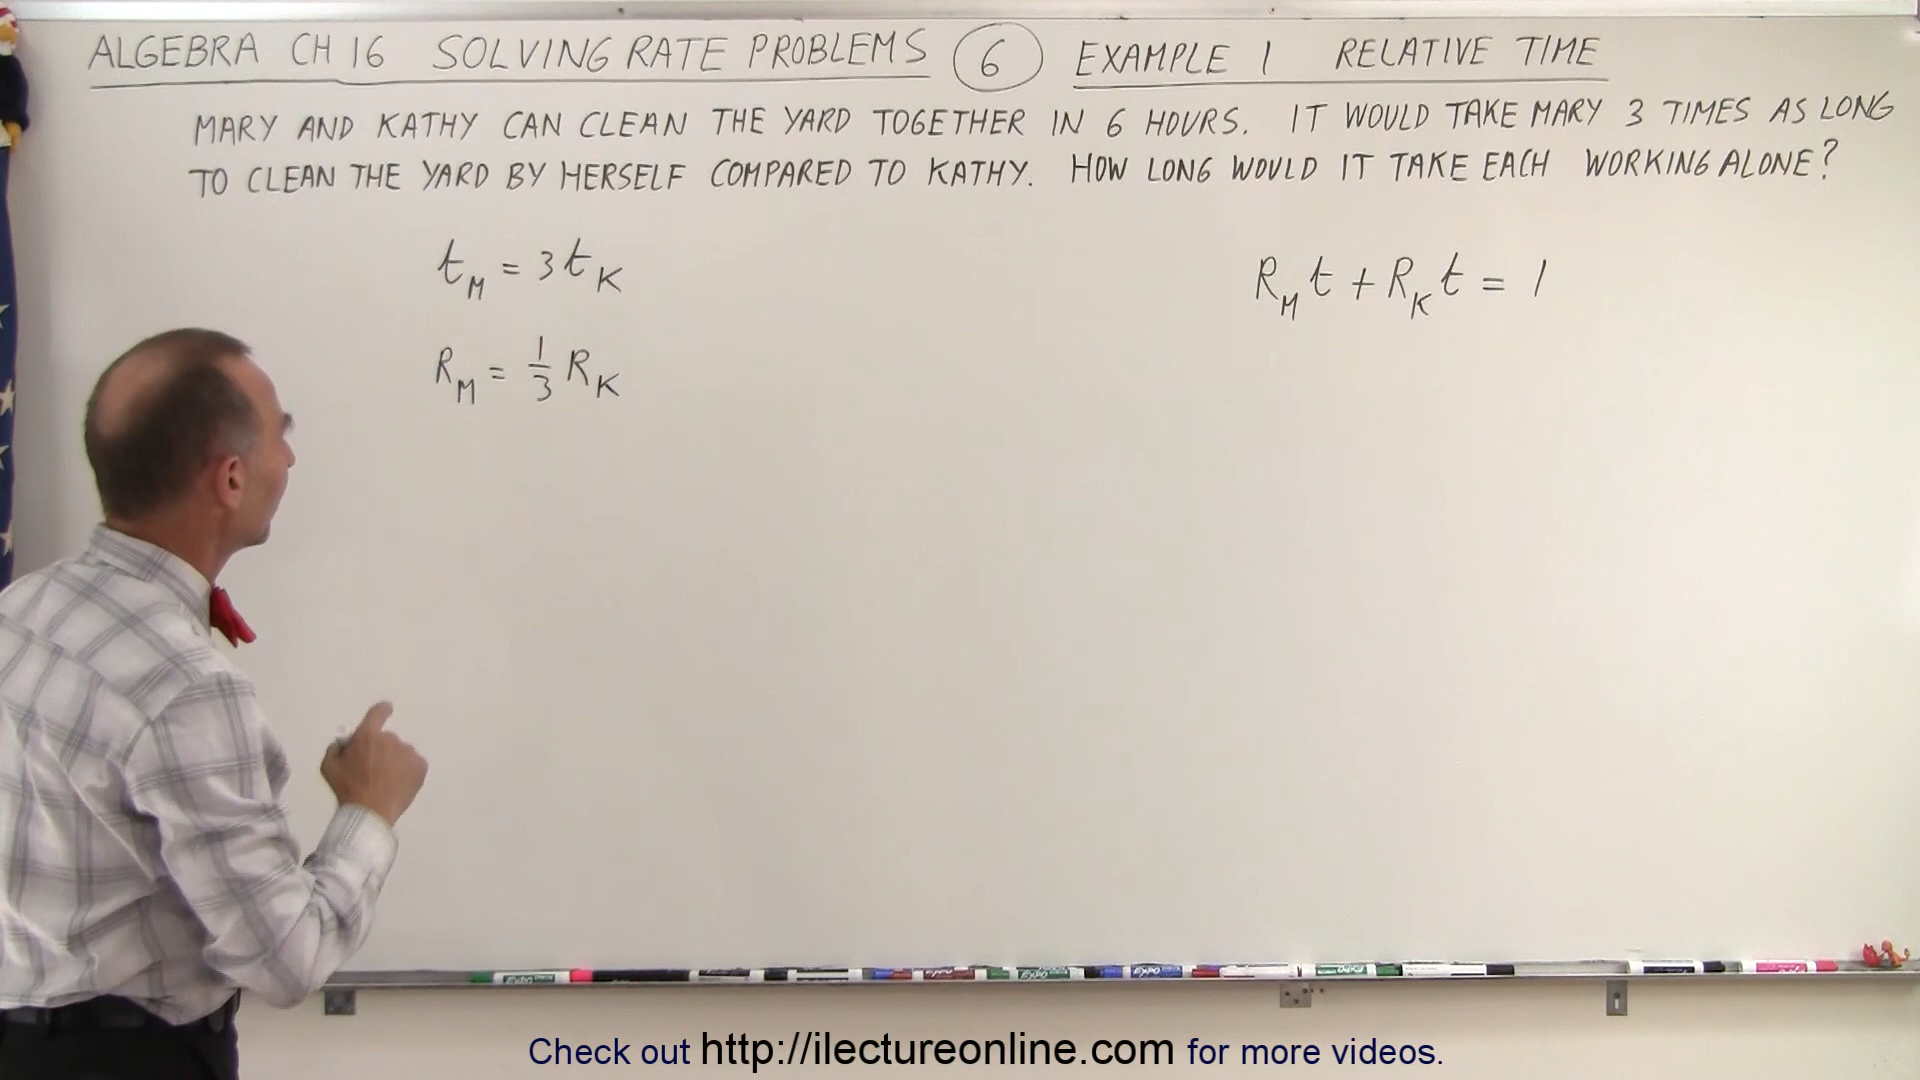 ALGEBRA CH 16 SOLVING RATE PROBLEMS 6 EXAMPLE 1 RELATIVE TIME
MARY AND KATHY CAN CLEAN THE YARD TOGETHER IN 6 HOURS. IT WOULD TAKE MARY 3 TIMES AS LONG
TO CLEAN THE YARD BY HERSELF COMPARED TO KATHY. HOW LONG WOULD IT TAKE EACH WORKING ALONE?
t_M = 3 t_K
R_M t + R_K t = 1
R_M = 1/3 R_K
Check out http://ilectureonline.com for more videos.